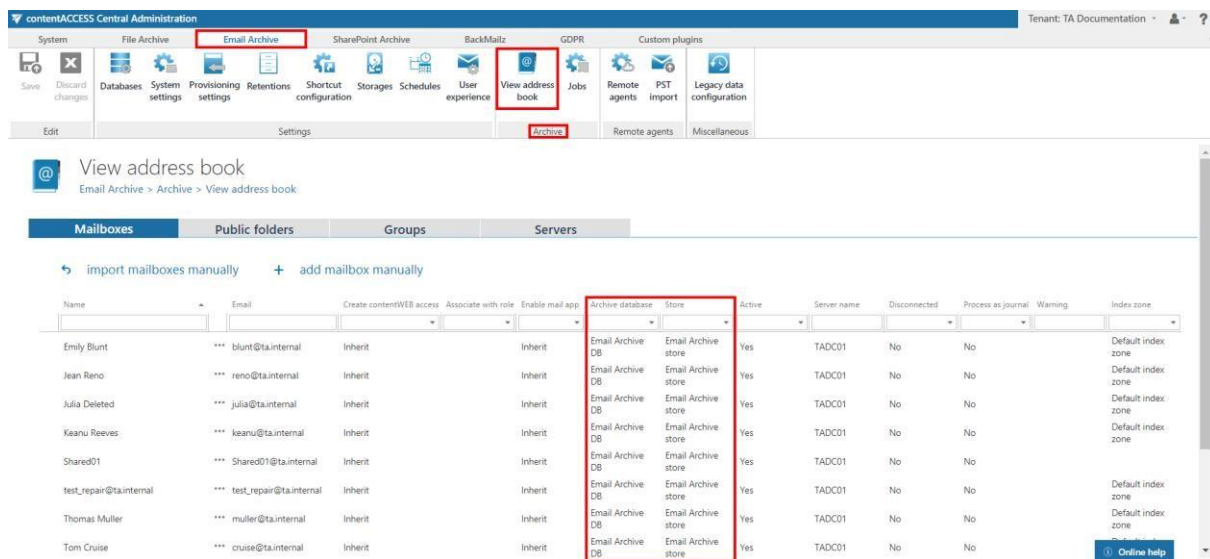 contentACCESS Central Administration
Tenant: TA Documentation
?
System File Archive Email Archive SharePoint Archive BackMailz GDPR Custom plugins
Save Discard changes Databases System settings Provisioning settings Retentions Shortcut configuration Storages Schedules User experience View address book Jobs Remote agents PST import Legacy data configuration
Edit Settings Archive Remote agents Miscellaneous
View address book
Email Archive > Archive > View address book
Mailboxes Public folders Groups Servers
import mailboxes manually + add mailbox manually
Name Email Create contentWEB access Associate with role Enable mail app Archive database Store Active Server name Disconnected Process as journal Warning Index zone
Emily Blunt *** blunt@ta.internal Inherit Inherit Email Archive DB Email Archive store Yes TADC01 No No Default index zone
Jean Reno *** reno@ta.internal Inherit Inherit Email Archive DB Email Archive store Yes TADC01 No No Default index zone
Julia Deleted *** julia@ta.internal Inherit Inherit Email Archive DB Email Archive store Yes TADC01 No No Default index zone
Keanu Reeves *** keanu@ta.internal Inherit Inherit Email Archive DB Email Archive store Yes TADC01 No No Default index zone
Shared01 *** Shared01@ta.internal Inherit Inherit Email Archive DB Email Archive store Yes TADC01 No No
test_repair@ta.internal *** test_repair@ta.internal Inherit Inherit Email Archive DB Email Archive store Yes TADC01 No No Default index zone
Thomas Muller *** muller@ta.internal Inherit Inherit Email Archive DB Email Archive store Yes TADC01 No No Default index zone
Tom Cruise *** cruise@ta.internal Inherit Inherit Email Archive DB Email Archive store Yes TADC01 No No
Online help